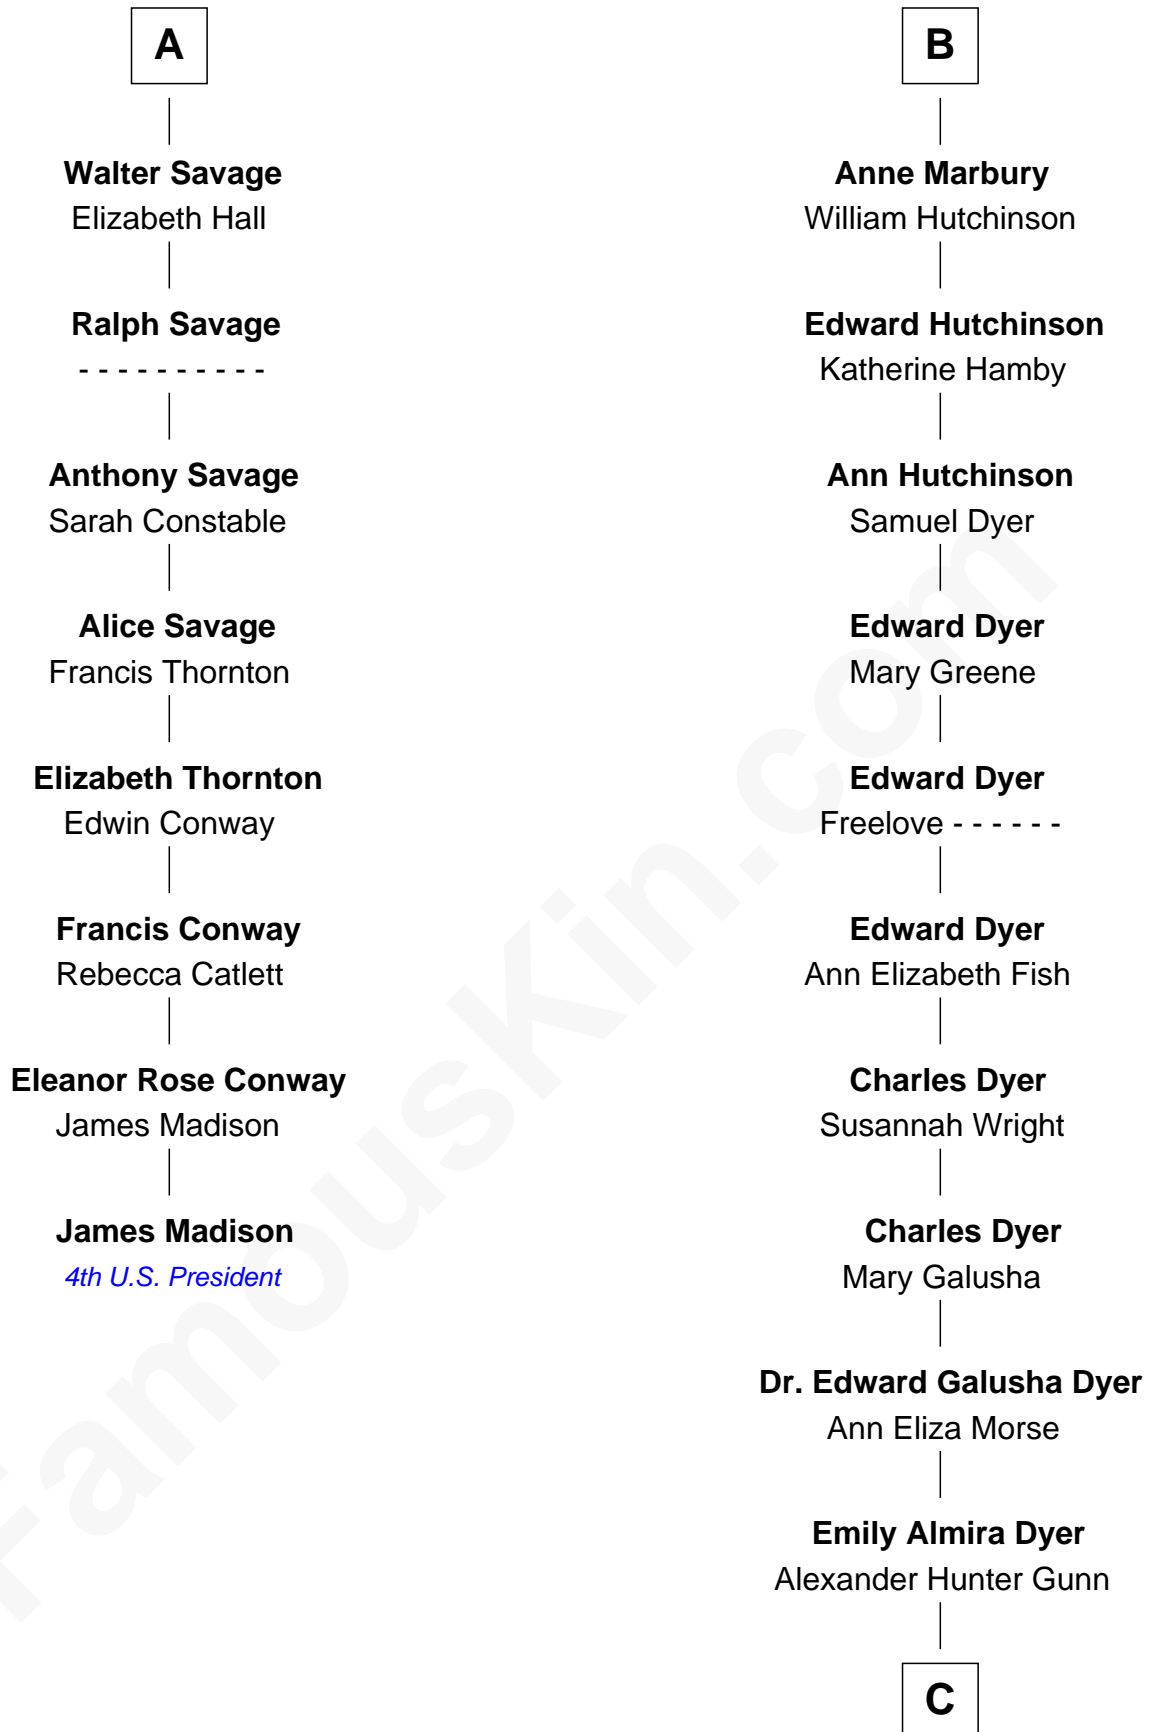 A
Walter Savage
Elizabeth Hall
Ralph Savage
- - - - - - - - - -
Anthony Savage
Sarah Constable
Alice Savage
Francis Thornton
Elizabeth Thornton
Edwin Conway
Francis Conway
Rebecca Catlett
Eleanor Rose Conway
James Madison
James Madison
4th U.S. President
B
Anne Marbury
William Hutchinson
Edward Hutchinson
Katherine Hamby
Ann Hutchinson
Samuel Dyer
Edward Dyer
Mary Greene
Edward Dyer
Freelove - - - - - -
Edward Dyer
Ann Elizabeth Fish
Charles Dyer
Susannah Wright
Charles Dyer
Mary Galusha
Dr. Edward Galusha Dyer
Ann Eliza Morse
Emily Almira Dyer
Alexander Hunter Gunn
C
FamousKin.com